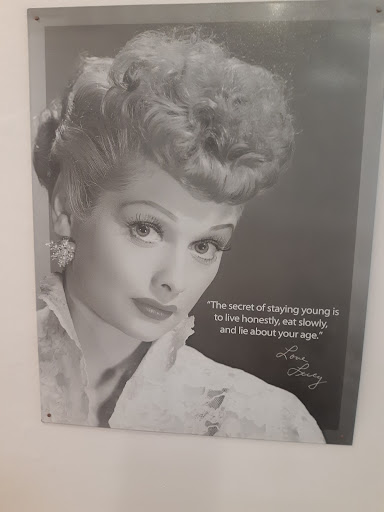 "The secret of staying young is
to live honestly, eat slowly,
and lie about your age."
Love,
Lucy